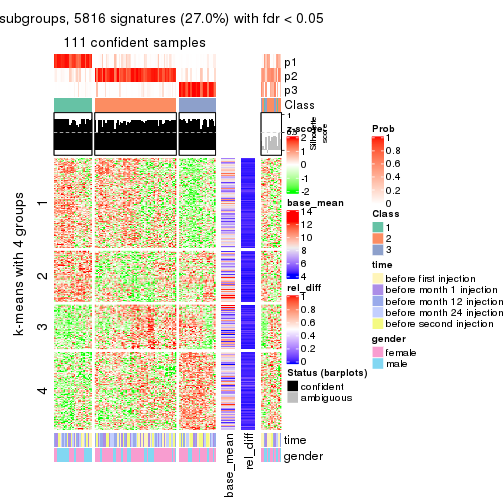 subgroups, 5816 signatures (27.0%) with fdr < 0.05
111 confident samples
p1
p2
p3
Class
1
0.5
0
Silhouette
score
z-score
2
1
0
-1
-2
base_mean
14
12
10
8
6
4
rel_diff
1
0.8
0.6
0.4
0.2
0
Status (barplots)
confident
ambiguous
Prob
1
0.8
0.6
0.4
0.2
0
Class
1
2
3
time
before first injection
before month 1 injection
before month 12 injection
before month 24 injection
before second injection
gender
female
male
k-means with 4 groups
1
2
3
4
time
gender
base_mean
rel_diff